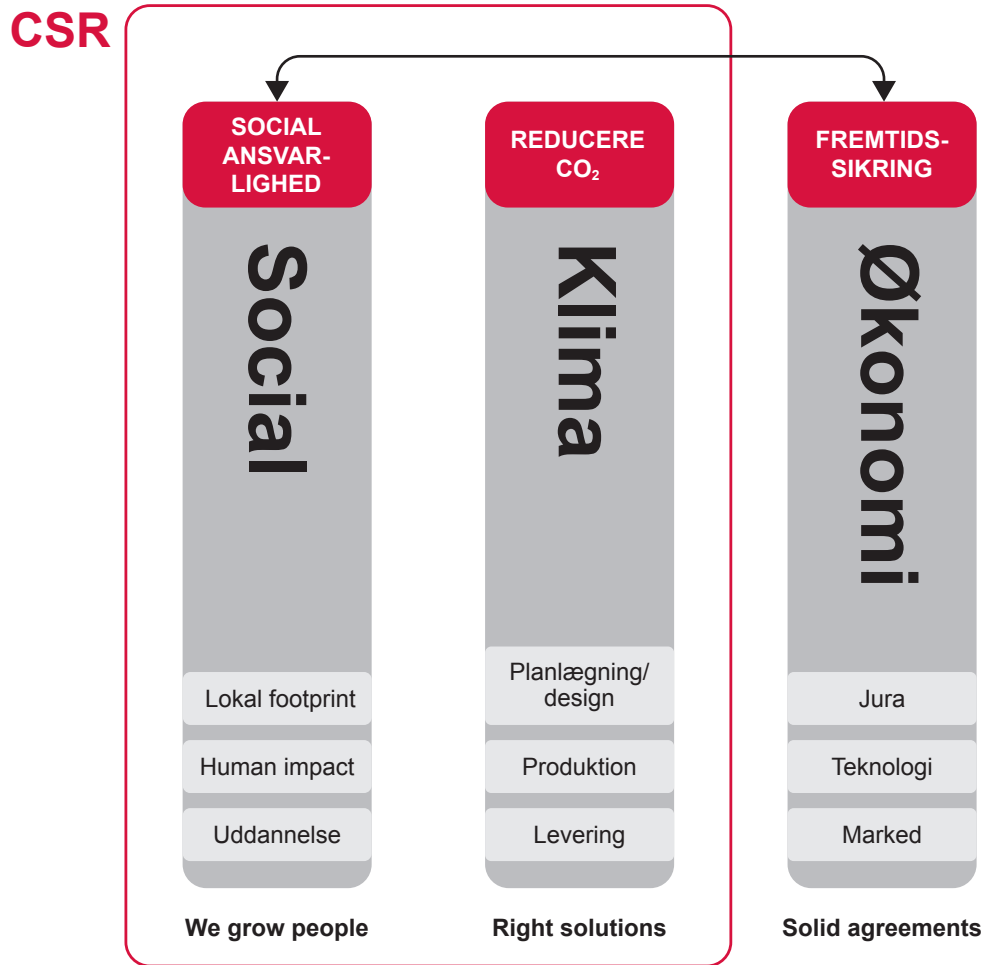 CSR
SOCIAL
ANSVAR-
LIGHED
Social
Lokal footprint
Human impact
Uddannelse
We grow people
REDUCERE
CO₂
Klima
Planlægning/
design
Produktion
Levering
Right solutions
FREMTIDS-
SIKRING
Økonomi
Jura
Teknologi
Marked
Solid agreements